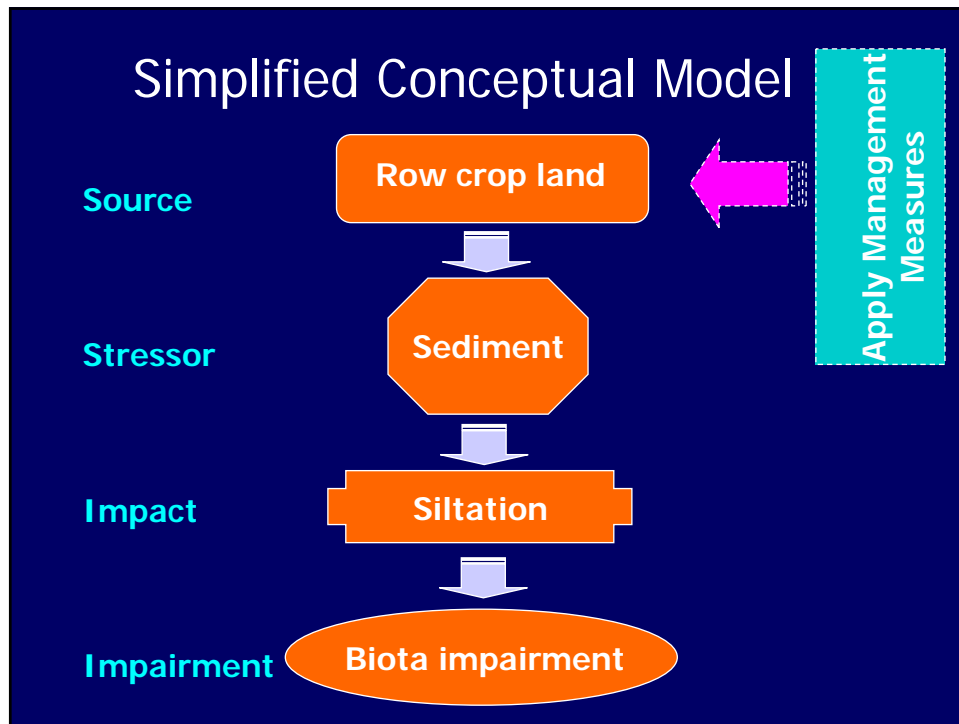 Simplified Conceptual Model
Source
Row crop land
Apply Management
Measures
Stressor
Sediment
Impact
Siltation
Impairment
Biota impairment